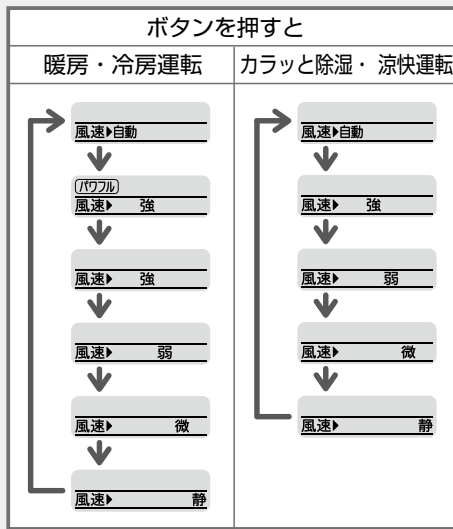 ボタンを押すと
暖房・冷房運転
風速▶自動
パワフル
風速▶ 強
風速▶ 強
風速▶ 弱
風速▶ 微
風速▶ 静
カラッと除湿・涼快運転
風速▶自動
風速▶ 強
風速▶ 弱
風速▶ 微
風速▶ 静